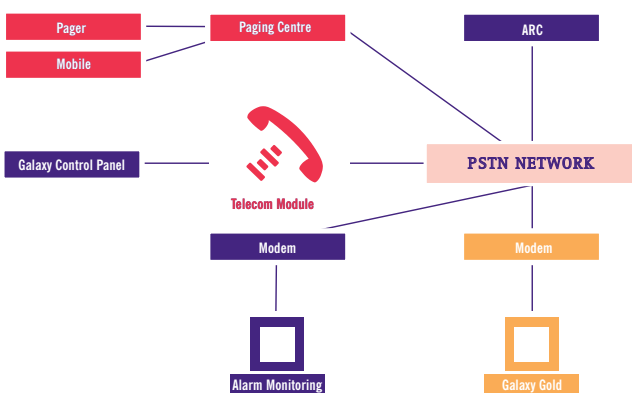 Pager
Paging Centre
ARC
Mobile
Galaxy Control Panel
PSTN NETWORK
Telecom Module
Modem
Modem
Alarm Monitoring
Galaxy Gold